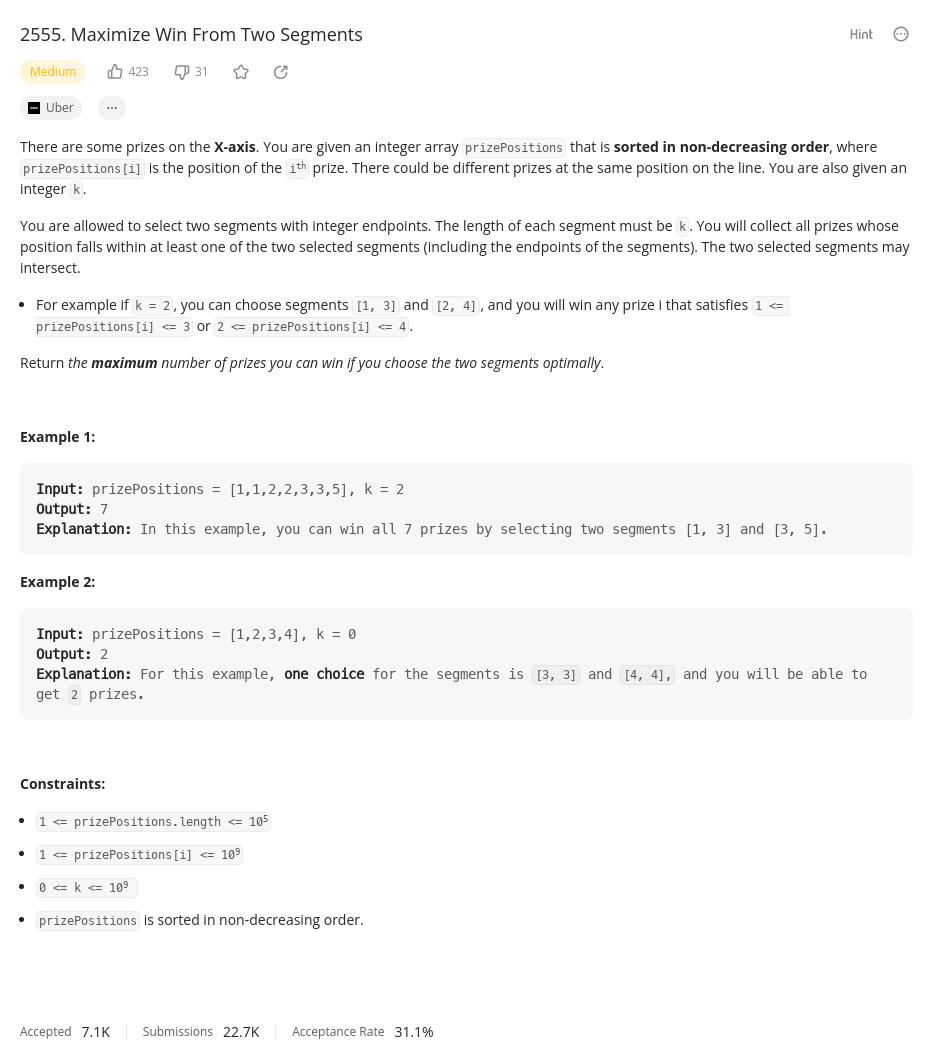 2555. Maximize Win From Two Segments
Hint
Medium 423 31
Uber
There are some prizes on the X-axis. You are given an integer array prizePositions that is sorted in non-decreasing order, where
prizePositions[i] is the position of the ith prize. There could be different prizes at the same position on the line. You are also given an
integer k.
You are allowed to select two segments with integer endpoints. The length of each segment must be k. You will collect all prizes whose
position falls within at least one of the two selected segments (including the endpoints of the segments). The two selected segments may
intersect.
• For example if k = 2, you can choose segments [1, 3] and [2, 4], and you will win any prize i that satisfies 1 <=
prizePositions[i] <= 3 or 2 <= prizePositions[i] <= 4.
Return the maximum number of prizes you can win if you choose the two segments optimally.
Example 1:
Input: prizePositions = [1,1,2,2,3,3,5], k = 2
Output: 7
Explanation: In this example, you can win all 7 prizes by selecting two segments [1, 3] and [3, 5].
Example 2:
Input: prizePositions = [1,2,3,4], k = 0
Output: 2
Explanation: For this example, one choice for the segments is [3, 3] and [4, 4], and you will be able to
get 2 prizes.
Constraints:
• 1 <= prizePositions.length <= 10^5
• 1 <= prizePositions[i] <= 10^9
• 0 <= k <= 10^9
• prizePositions is sorted in non-decreasing order.
Accepted 7.1K Submissions 22.7K Acceptance Rate 31.1%